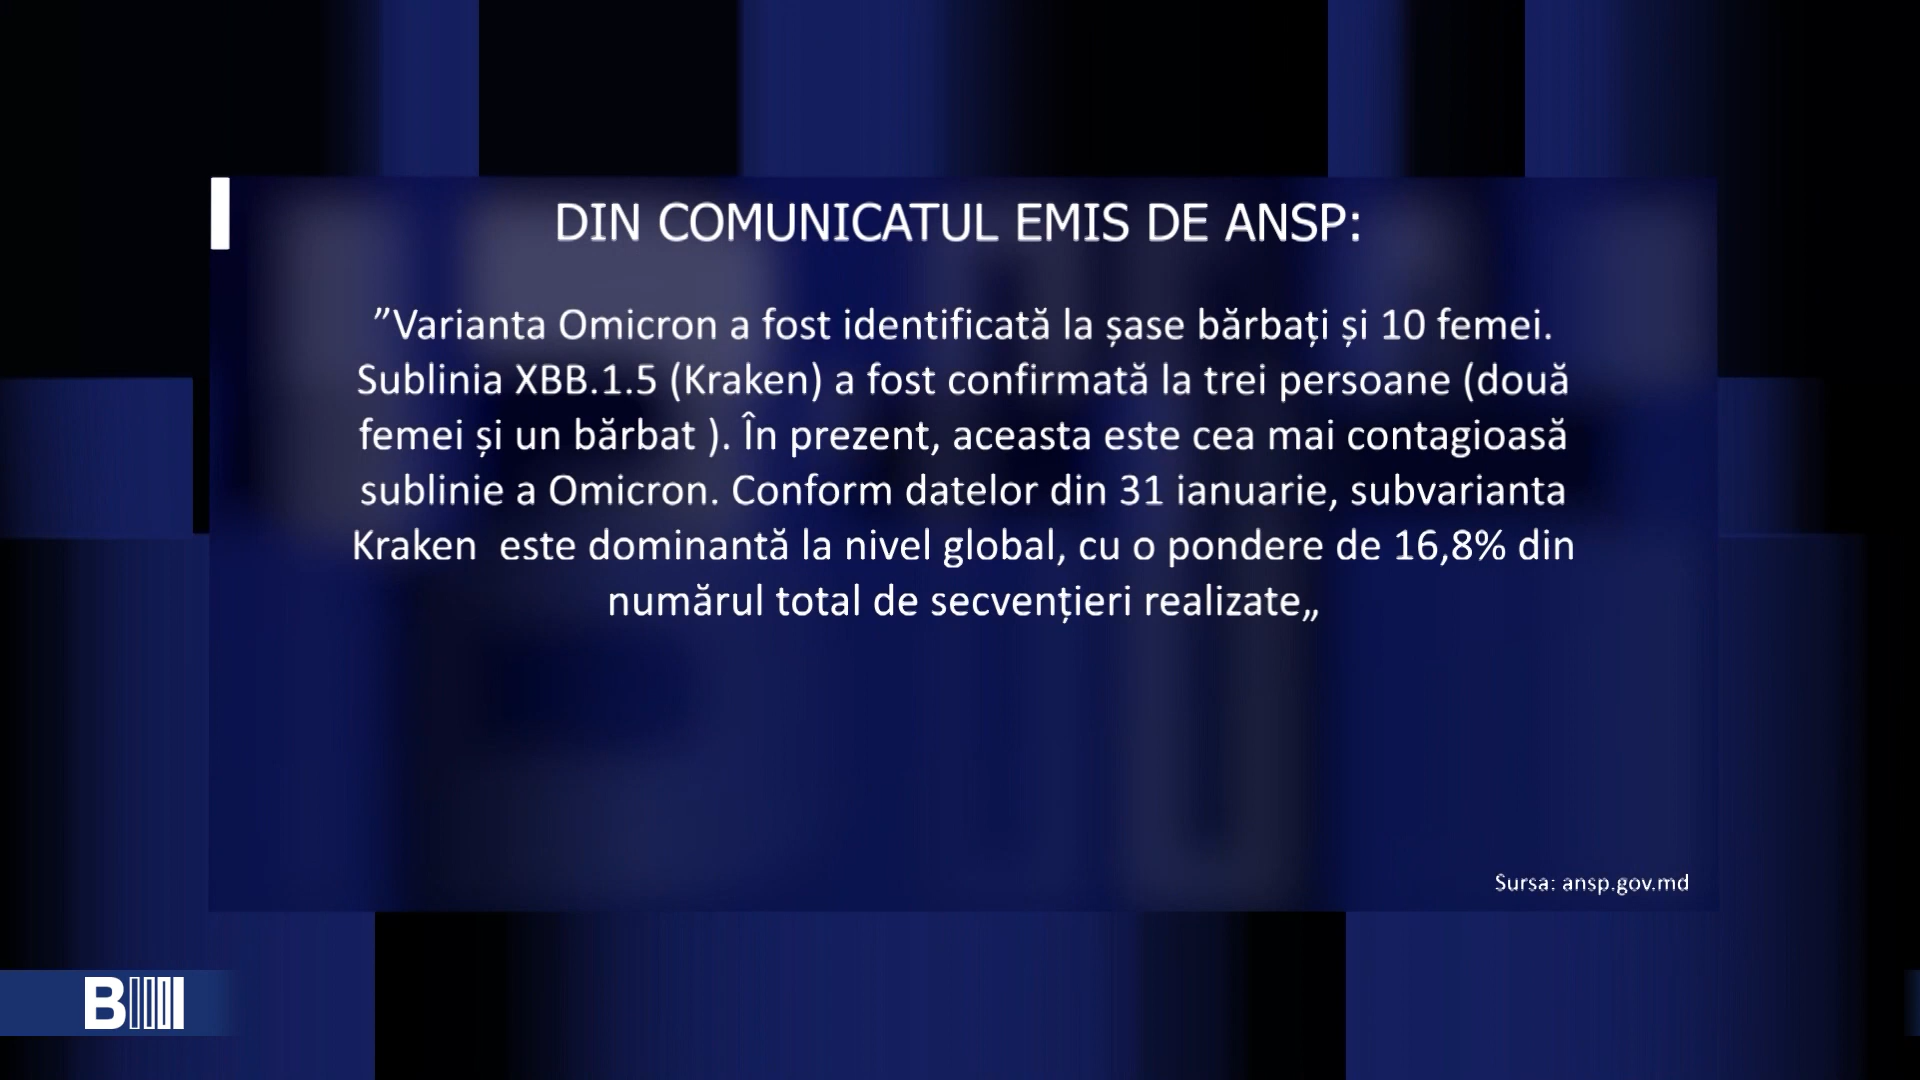 DIN COMUNICATUL EMIS DE ANSP:
”Varianta Omicron a fost identificată la șase bărbați și 10 femei.
Sublinia XBB.1.5 (Kraken) a fost confirmată la trei persoane (două
femei și un bărbat ). În prezent, aceasta este cea mai contagioasă
sublinie a Omicron. Conform datelor din 31 ianuarie, subvarianta
Kraken  este dominantă la nivel global, cu o pondere de 16,8% din
numărul total de secvențieri realizate„
Sursa: ansp.gov.md
B